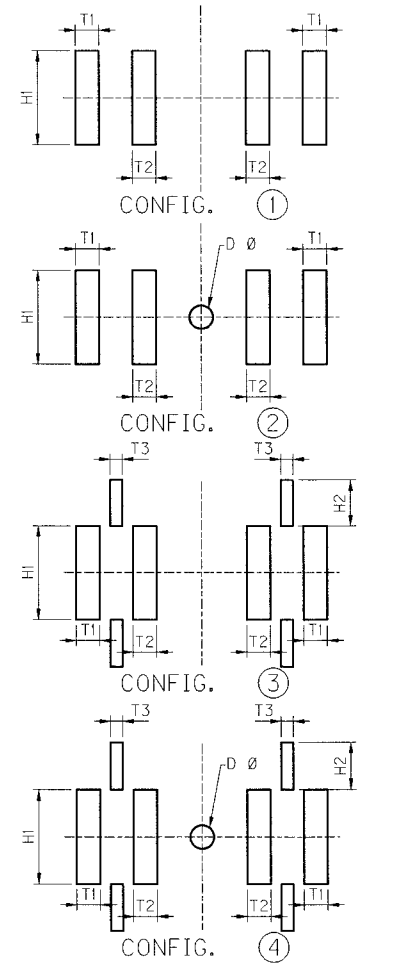 T1 T1
H1
T2 T2
CONFIG. 1
T1 T1
D Ø
H1
T2 T2
CONFIG. 2
T3 T3
H2
H1
T1 T2 T2 T1
CONFIG. 3
T3 T3
D Ø H2
H1
T1 T2 T2 T1
CONFIG. 4